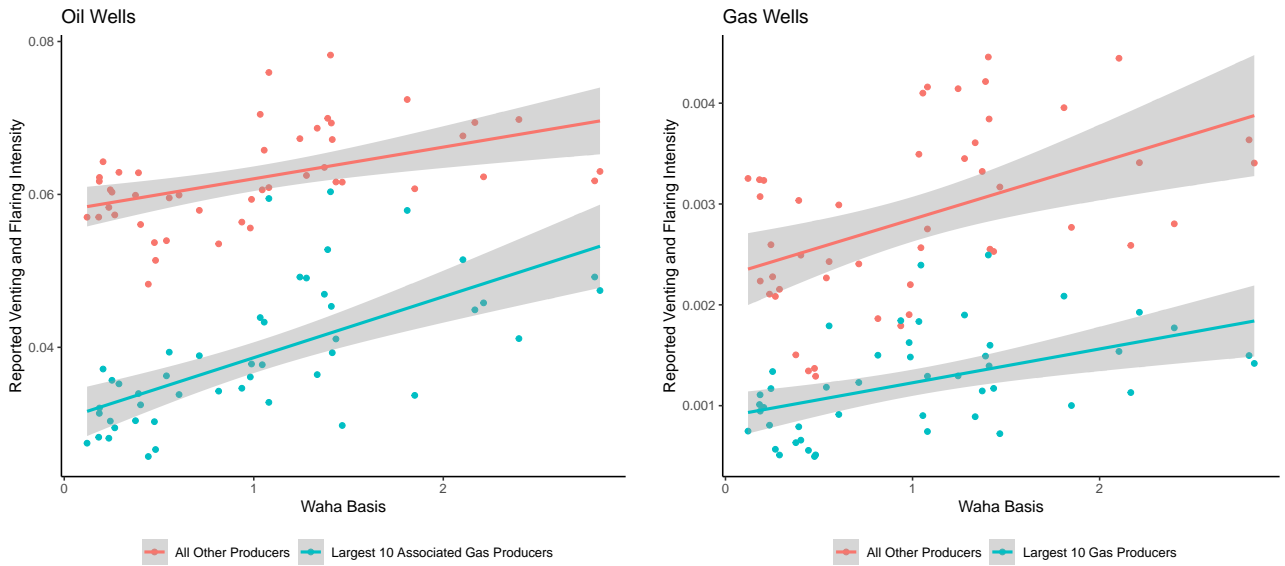 Oil Wells
Reported Venting and Flaring Intensity
0.08
0.06
0.04
0
1
2
Waha Basis
All Other Producers
Largest 10 Associated Gas Producers
Gas Wells
Reported Venting and Flaring Intensity
0.004
0.003
0.002
0.001
0
1
2
Waha Basis
All Other Producers
Largest 10 Gas Producers